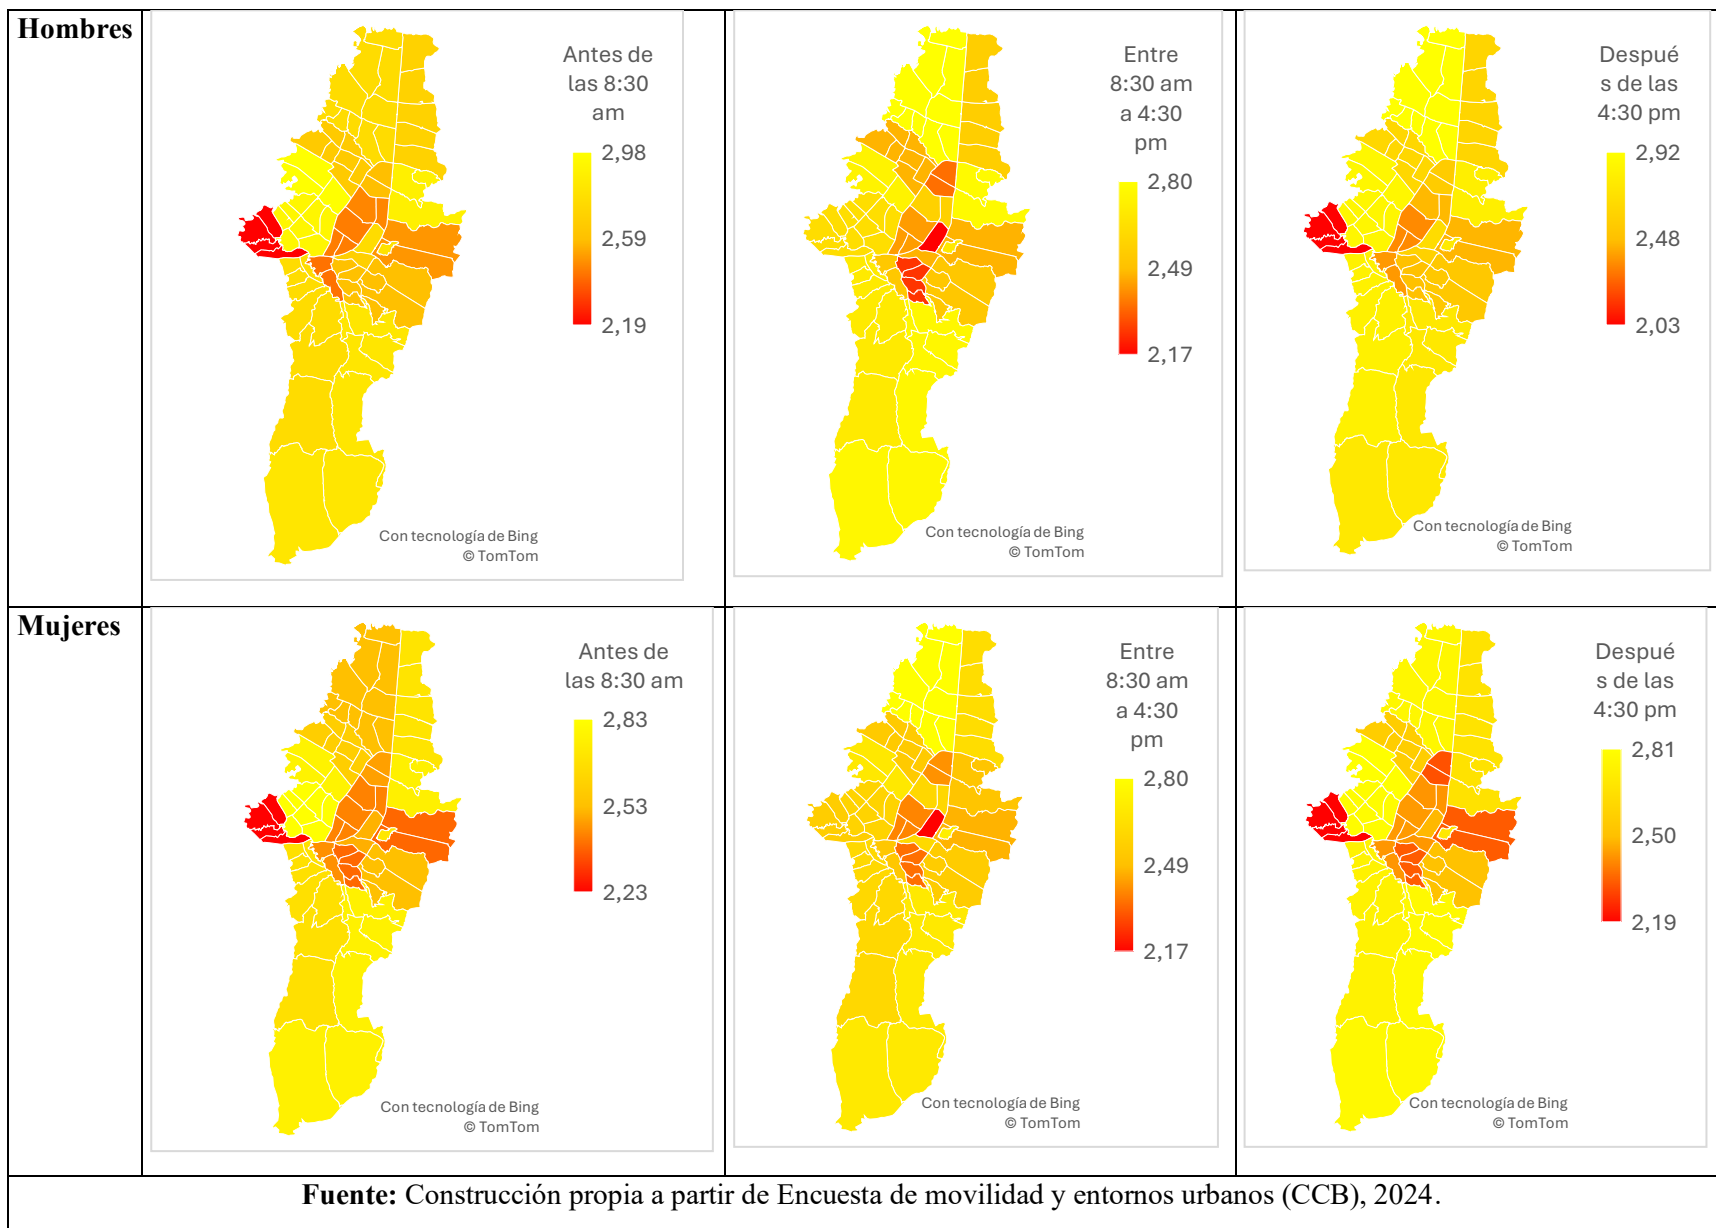 Hombres
Antes de
las 8:30
am
2,98
2,59
2,19
Con tecnología de Bing
© TomTom
Entre
8:30 am
a 4:30
pm
2,80
2,49
2,17
Con tecnología de Bing
© TomTom
Despué
s de las
4:30 pm
2,92
2,48
2,03
Con tecnología de Bing
© TomTom
Mujeres
Antes de
las 8:30 am
2,83
2,53
2,23
Con tecnología de Bing
© TomTom
Entre
8:30 am
a 4:30
pm
2,80
2,49
2,17
Con tecnología de Bing
© TomTom
Despué
s de las
4:30 pm
2,81
2,50
2,19
Con tecnología de Bing
© TomTom
Fuente: Construcción propia a partir de Encuesta de movilidad y entornos urbanos (CCB), 2024.